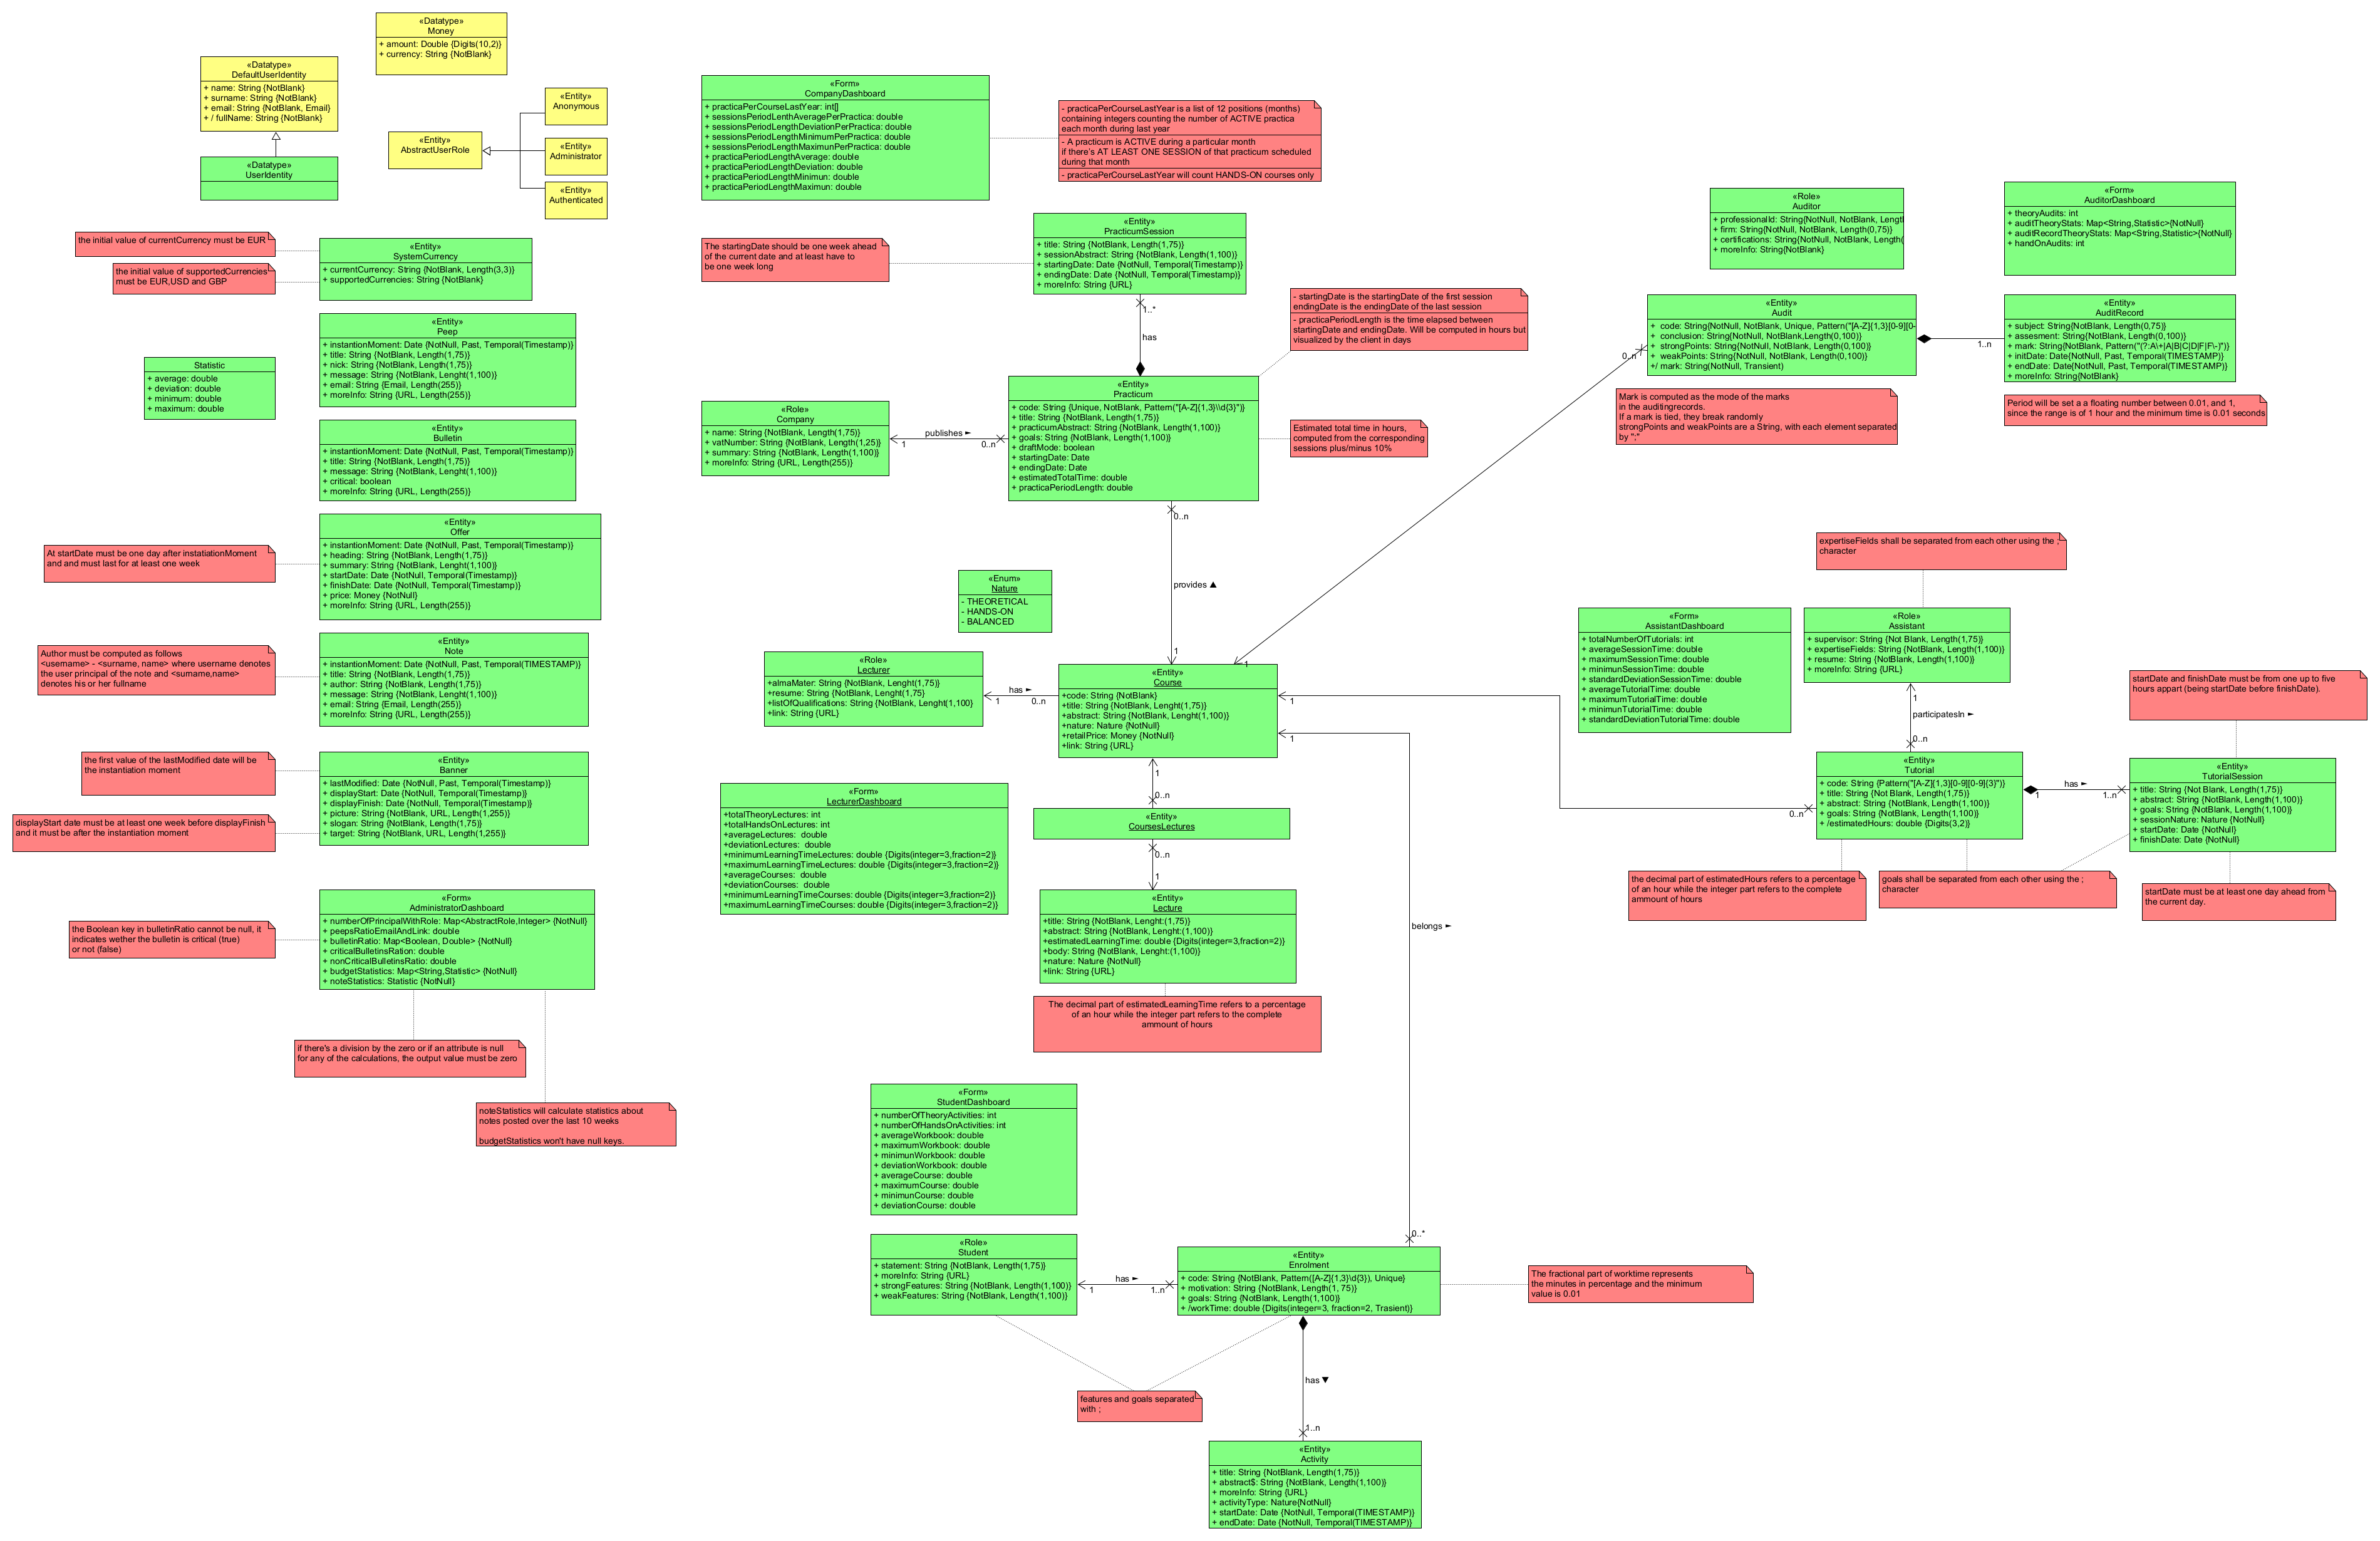 «Datatype»
Money
+ amount: Double {Digits(10,2)}
+ currency: String {NotBlank}
«Datatype»
DefaultUserIdentity
+ name: String {NotBlank}
+ surname: String {NotBlank}
+ email: String {NotBlank, Email}
+ / fullName: String {NotBlank}
«Datatype»
UserIdentity
«Entity»
AbstractUserRole
«Entity»
Anonymous
«Entity»
Administrator
«Entity»
Authenticated
the initial value of currentCurrency must be EUR
the initial value of supportedCurrencies
must be EUR,USD and GBP
«Entity»
SystemCurrency
+ currentCurrency: String {NotBlank, Length(3,3)}
+ supportedCurrencies: String {NotBlank}
«Entity»
Peep
+ instantionMoment: Date {NotNull, Past, Temporal(Timestamp)}
+ title: String {NotBlank, Length(1,75)}
+ nick: String {NotBlank, Length(1,75)}
+ message: String {NotBlank, Lenght(1,100)}
+ email: String {Email, Length(255)}
+ moreInfo: String {URL, Length(255)}
Statistic
+ average: double
+ deviation: double
+ minimum: double
+ maximum: double
«Entity»
Bulletin
+ instantionMoment: Date {NotNull, Past, Temporal(Timestamp)}
+ title: String {NotBlank, Length(1,75)}
+ message: String {NotBlank, Lenght(1,100)}
+ critical: boolean
+ moreInfo: String {URL, Length(255)}
At startDate must be one day after instatiationMoment
and and must last for at least one week
«Entity»
Offer
+ instantionMoment: Date {NotNull, Past, Temporal(Timestamp)}
+ heading: String {NotBlank, Length(1,75)}
+ summary: String {NotBlank, Lenght(1,100)}
+ startDate: Date {NotNull, Temporal(Timestamp)}
+ finishDate: Date {NotNull, Temporal(Timestamp)}
+ price: Money {NotNull}
+ moreInfo: String {URL, Length(255)}
Author must be computed as follows
<username> - <surname, name> where username denotes
the user principal of the note and <surname,name>
denotes his or her fullname
«Entity»
Note
+ instantionMoment: Date {NotNull, Past, Temporal(TIMESTAMP)}
+ title: String {NotBlank, Length(1,75)}
+ author: String {NotBlank, Length(1,75)}
+ message: String {NotBlank, Lenght(1,100)}
+ email: String {Email, Length(255)}
+ moreInfo: String {URL, Length(255)}
the first value of the lastModified date will be
the instantiation moment
displayStart date must be at least one week before displayFinish
and it must be after the instantiation moment
«Entity»
Banner
+ lastModified: Date {NotNull, Past, Temporal(Timestamp)}
+ displayStart: Date {NotNull, Temporal(Timestamp)}
+ displayFinish: Date {NotNull, Temporal(Timestamp)}
+ picture: String {NotBlank, URL, Length(1,255)}
+ slogan: String {NotBlank, Length(1,75)}
+ target: String {NotBlank, URL, Length(1,255)}
the Boolean key in bulletinRatio cannot be null, it
indicates wether the bulletin is critical (true)
or not (false)
«Form»
AdministratorDashboard
+ numberOfPrincipalWithRole: Map<AbstractRole,Integer> {NotNull}
+ peepsRatioEmailAndLink: double
+ bulletinRatio: Map<Boolean, Double> {NotNull}
+ criticalBulletinsRation: double
+ nonCriticalBulletinsRatio: double
+ budgetStatistics: Map<String,Statistic> {NotNull}
+ noteStatistics: Statistic {NotNull}
if there's a division by the zero or if an attribute is null
for any of the calculations, the output value must be zero
noteStatistics will calculate statistics about
notes posted over the last 10 weeks
budgetStatistics won't have null keys.
«Form»
CompanyDashboard
+ practicaPerCourseLastYear: int[]
+ sessionsPeriodLenthAveragePerPractica: double
+ sessionsPeriodLengthDeviationPerPractica: double
+ sessionsPeriodLengthMinimumPerPractica: double
+ sessionsPeriodLengthMaximunPerPractica: double
+ practicaPeriodLengthAverage: double
+ practicaPeriodLengthDeviation: double
+ practicaPeriodLengthMinimun: double
+ practicaPeriodLengthMaximun: double
- practicaPerCourseLastYear is a list of 12 positions (months)
containing integers counting the number of ACTIVE practica
each month during last year
- A practicum is ACTIVE during a particular month
if there's AT LEAST ONE SESSION of that practicum scheduled
during that month
- practicaPerCourseLastYear will count HANDS-ON courses only
The startingDate should be one week ahead
of the current date and at least have to
be one week long
«Entity»
PracticumSession
+ title: String {NotBlank, Length(1,75)}
+ sessionAbstract: String {NotBlank, Length(1,100)}
+ startingDate: Date {NotNull, Temporal(Timestamp)}
+ endingDate: Date {NotNull, Temporal(Timestamp)}
+ moreInfo: String {URL}
1..*
has
- startingDate is the startingDate of the first session
endingDate is the endingDate of the last session
- practicaPeriodLength is the time elapsed between
startingDate and endingDate. Will be computed in hours but
visualized by the client in days
«Role»
Company
+ name: String {NotBlank, Length(1,75)}
+ vatNumber: String {NotBlank, Length(1,25)}
+ summary: String {NotBlank, Length(1,100)}
+ moreInfo: String {URL, Length(255)}
publishes ►
1
0..n
«Entity»
Practicum
+ code: String {Unique, NotBlank, Pattern("[A-Z]{1,3}\\d{3}")}
+ title: String {NotBlank, Length(1,75)}
+ practicumAbstract: String {NotBlank, Length(1,100)}
+ goals: String {NotBlank, Length(1,100)}
+ draftMode: boolean
+ startingDate: Date
+ endingDate: Date
+ estimatedTotalTime: double
+ practicaPeriodLength: double
Estimated total time in hours,
computed from the corresponding
sessions plus/minus 10%
0..n
provides ▲
1
«Enum»
Nature
- THEORETICAL
- HANDS-ON
- BALANCED
«Role»
Lecturer
+almaMater: String {NotBlank, Lenght(1,75)}
+resume: String {NotBlank, Lenght(1,75}
+listOfQualifications: String {NotBlank, Lenght(1,100}
+link: String {URL}
has ►
1
0..n
«Entity»
Course
+code: String {NotBlank}
+title: String {NotBlank, Lenght(1,75)}
+abstract: String {NotBlank, Lenght(1,100)}
+nature: Nature {NotNull}
+retailPrice: Money {NotNull}
+link: String {URL}
1
1
1
1
0..n
«Form»
LecturerDashboard
+totalTheoryLectures: int
+totalHandsOnLectures: int
+averageLectures:  double
+deviationLectures:  double
+minimumLearningTimeLectures: double {Digits(integer=3,fraction=2)}
+maximumLearningTimeLectures: double {Digits(integer=3,fraction=2)}
+averageCourses:  double
+deviationCourses:  double
+minimumLearningTimeCourses: double {Digits(integer=3,fraction=2)}
+maximumLearningTimeCourses: double {Digits(integer=3,fraction=2)}
«Entity»
CoursesLectures
0..n
1
«Entity»
Lecture
+title: String {NotBlank, Lenght:(1,75)}
+abstract: String {NotBlank, Lenght:(1,100)}
+estimatedLearningTime: double {Digits(integer=3,fraction=2)}
+body: String {NotBlank, Lenght:(1,100)}
+nature: Nature {NotNull}
+link: String {URL}
The decimal part of estimatedLearningTime refers to a percentage
of an hour while the integer part refers to the complete
ammount of hours
belongs ►
0..*
«Form»
StudentDashboard
+ numberOfTheoryActivities: int
+ numberOfHandsOnActivities: int
+ averageWorkbook: double
+ maximumWorkbook: double
+ minimunWorkbook: double
+ deviationWorkbook: double
+ averageCourse: double
+ maximumCourse: double
+ minimunCourse: double
+ deviationCourse: double
«Role»
Student
+ statement: String {NotBlank, Length(1,75)}
+ moreInfo: String {URL}
+ strongFeatures: String {NotBlank, Length(1,100)}
+ weakFeatures: String {NotBlank, Length(1,100)}
has ►
1
1..n
«Entity»
Enrolment
+ code: String {NotBlank, Pattern([A-Z]{1,3}\d{3}), Unique}
+ motivation: String {NotBlank, Length(1, 75)}
+ goals: String {NotBlank, Length(1,100)}
+ /workTime: double {Digits(integer=3, fraction=2, Trasient)}
The fractional part of worktime represents
the minutes in percentage and the minimum
value is 0.01
features and goals separated
with ;
has ▼
1..n
«Entity»
Activity
+ title: String {NotBlank, Length(1,75)}
+ abstract$: String {NotBlank, Length(1,100)}
+ moreInfo: String {URL}
+ activityType: Nature{NotNull}
+ startDate: Date {NotNull, Temporal(TIMESTAMP)}
+ endDate: Date {NotNull, Temporal(TIMESTAMP)}
«Role»
Auditor
+ professionalId: String{NotNull, NotBlank, Lengt
+ firm: String{NotNull, NotBlank, Length(0,75)}
+ certifications: String{NotNull, NotBlank, Length(
+ moreInfo: String{NotBlank}
«Form»
AuditorDashboard
+ theoryAudits: int
+ auditTheoryStats: Map<String,Statistic>{NotNull}
+ auditRecordTheoryStats: Map<String,Statistic>{NotNull}
+ handOnAudits: int
0..n
«Entity»
Audit
+  code: String{NotNull, NotBlank, Unique, Pattern("[A-Z]{1,3}[0-9][0-
+  conclusion: String{NotNull, NotBlank,Length(0,100)}
+  strongPoints: String{NotNull, NotBlank, Length(0,100)}
+  weakPoints: String{NotNull, NotBlank, Length(0,100)}
+/ mark: String(NotNull, Transient)
1..n
«Entity»
AuditRecord
+ subject: String{NotBlank, Length(0,75)}
+ assesment: String{NotBlank, Length(0,100)}
+ mark: String{NotBlank, Pattern("(?:A\+|A|B|C|D|F|F\-)")}
+ initDate: Date{NotNull, Past, Temporal(TIMESTAMP)}
+ endDate: Date{NotNull, Past, Temporal(TIMESTAMP)}
+ moreInfo: String{NotBlank}
Mark is computed as the mode of the marks
in the auditingrecords.
If a mark is tied, they break randomly
strongPoints and weakPoints are a String, with each element separated
by ";"
Period will be set a a floating number between 0.01, and 1,
since the range is of 1 hour and the minimum time is 0.01 seconds
expertiseFields shall be separated from each other using the ;
character
«Form»
AssistantDashboard
+ totalNumberOfTutorials: int
+ averageSessionTime: double
+ maximumSessionTime: double
+ minimunSessionTime: double
+ standardDeviationSessionTime: double
+ averageTutorialTime: double
+ maximumTutorialTime: double
+ minimunTutorialTime: double
+ standardDeviationTutorialTime: double
«Role»
Assistant
+ supervisor: String {Not Blank, Length(1,75)}
+ expertiseFields: String {NotBlank, Length(1,100)}
+ resume: String {NotBlank, Length(1,100)}
+ moreInfo: String {URL}
1
participatesIn ►
0..n
startDate and finishDate must be from one up to five
hours appart (being startDate before finishDate).
0..n
«Entity»
Tutorial
+ code: String {Pattern("[A-Z]{1,3][0-9][0-9]{3}")}
+ title: String {Not Blank, Length(1,75)}
+ abstract: String {NotBlank, Length(1,100)}
+ goals: String {NotBlank, Length(1,100)}
+ /estimatedHours: double {Digits(3,2)}
has ►
1
1..n
«Entity»
TutorialSession
+ title: String {Not Blank, Length(1,75)}
+ abstract: String {NotBlank, Length(1,100)}
+ goals: String {NotBlank, Length(1,100)}
+ sessionNature: Nature {NotNull}
+ startDate: Date {NotNull}
+ finishDate: Date {NotNull}
the decimal part of estimatedHours refers to a percentage
of an hour while the integer part refers to the complete
ammount of hours
goals shall be separated from each other using the ;
character
startDate must be at least one day ahead from
the current day.